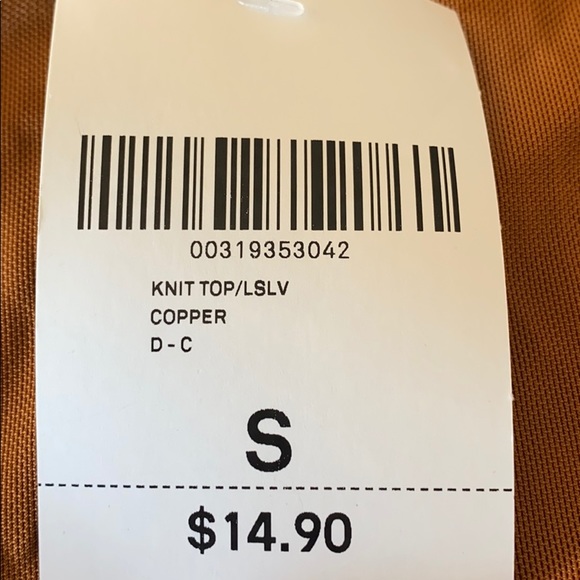 00319353042
KNIT TOP/LSLV
COPPER
D-C
S
$14.90